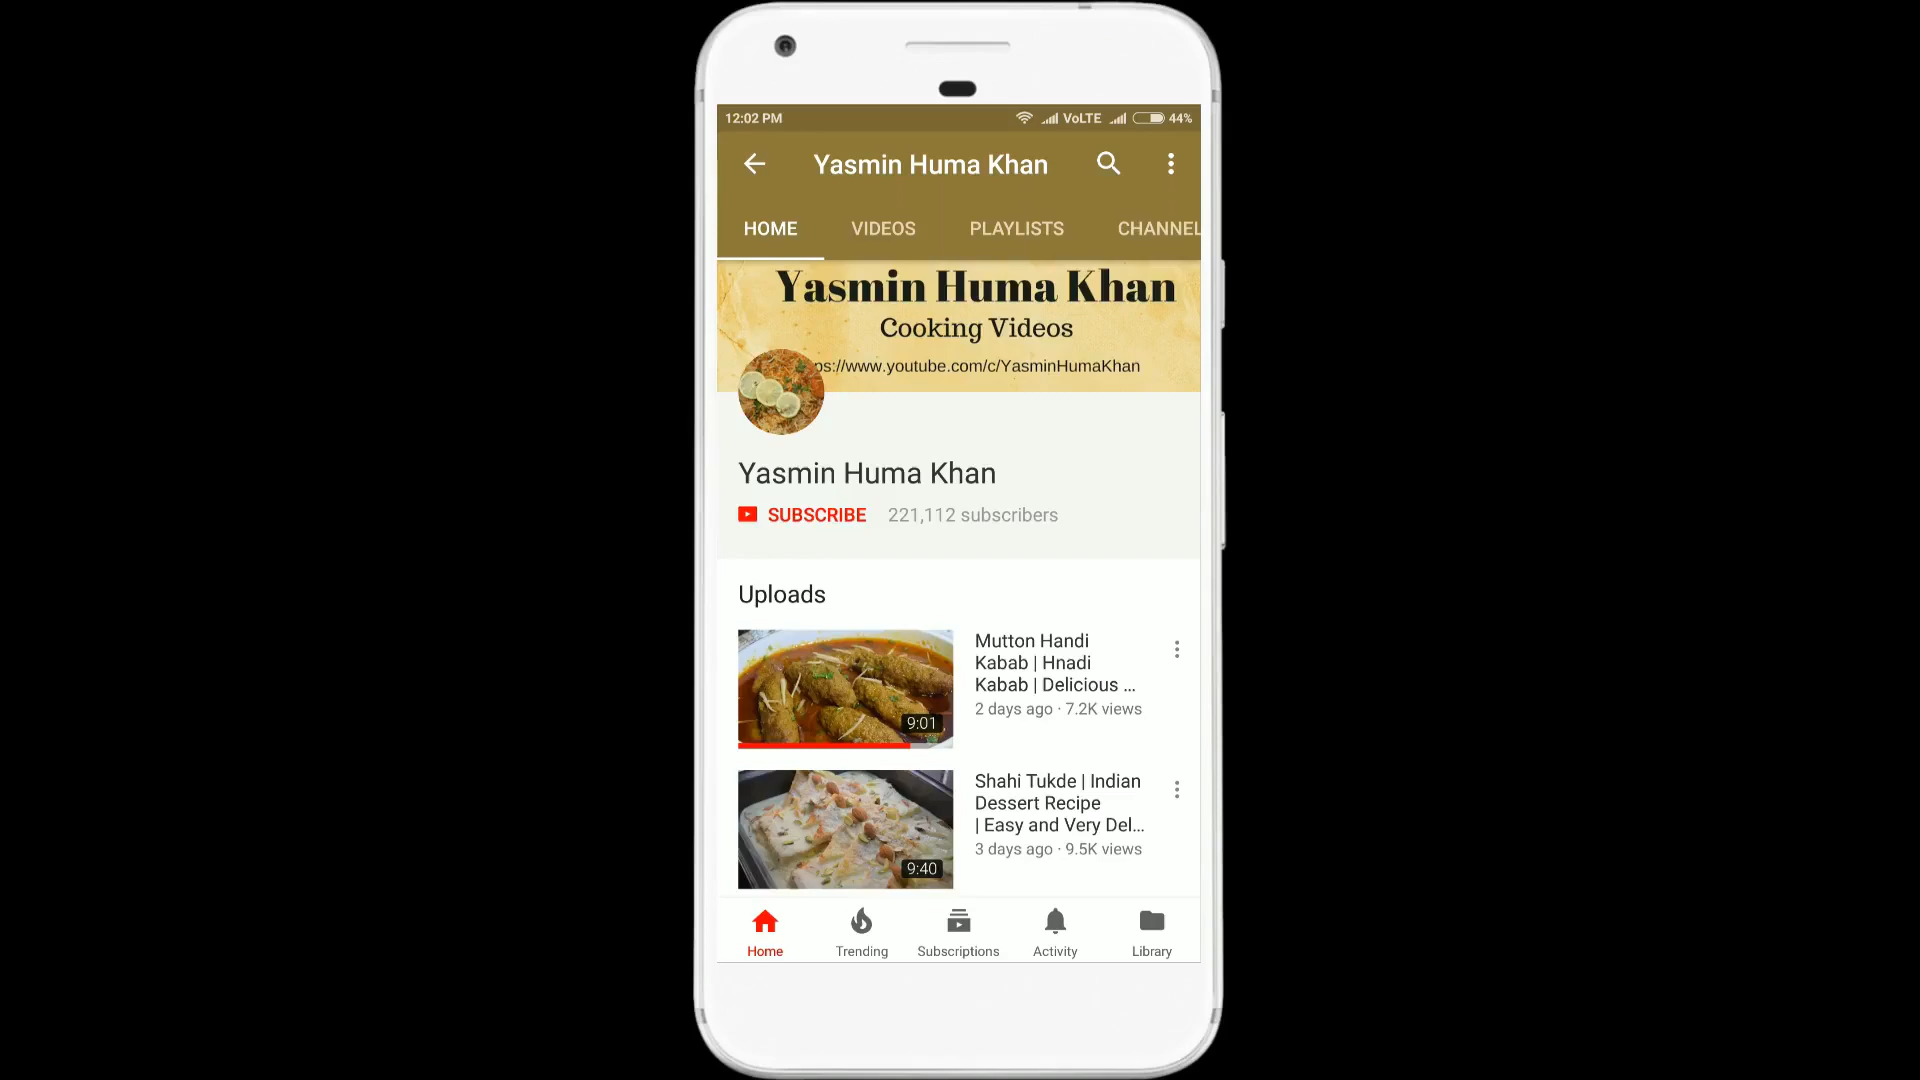 12:02 PM VoLTE 44%
Yasmin Huma Khan
HOME VIDEOS PLAYLISTS CHANNEL
Yasmin Huma Khan
Cooking Videos
ps://www.youtube.com/c/YasminHumaKhan
Yasmin Huma Khan
SUBSCRIBE 221,112 subscribers
Uploads
Mutton Handi
Kabab | Hnadi
Kabab | Delicious ...
2 days ago · 7.2K views
9:01
Shahi Tukde | Indian
Dessert Recipe
| Easy and Very Del...
3 days ago · 9.5K views
9:40
Home Trending Subscriptions Activity Library